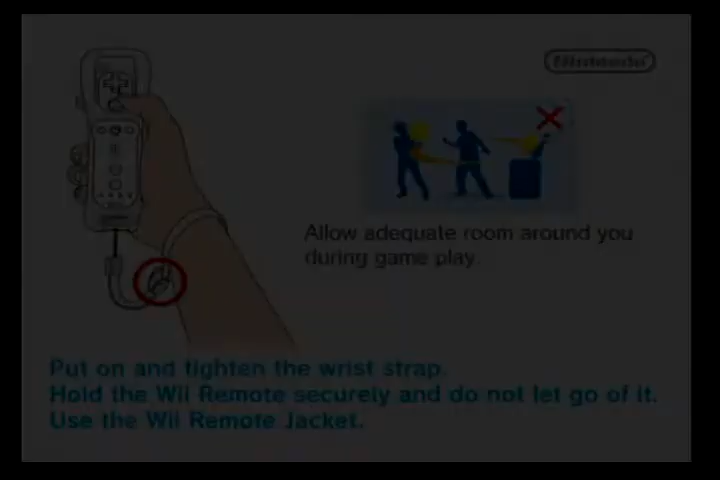 Nintendo
Allow adequate room around you
during game play.
Put on and tighten the wrist strap.
Hold the Wii Remote securely and do not let go of it.
Use the Wii Remote Jacket.